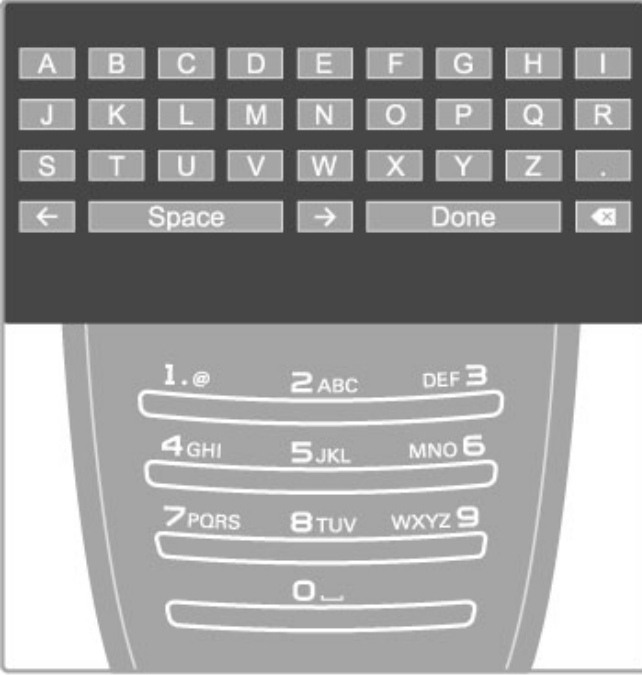 A B C D E F G H I
J K L M N O P Q R
S T U V W X Y Z .
← Space → Done ⌫
1.@ 2ABC DEF3
4GHI 5JKL MNO6
7PQRS 8TUV WXYZ9
0⎵